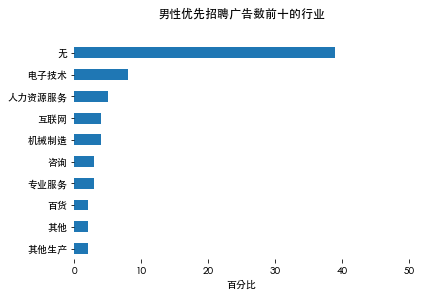 男性优先招聘广告数前十的行业
无
电子技术
人力资源服务
互联网
机械制造
咨询
专业服务
百货
其他
其他生产
0 10 20 30 40 50
百分比